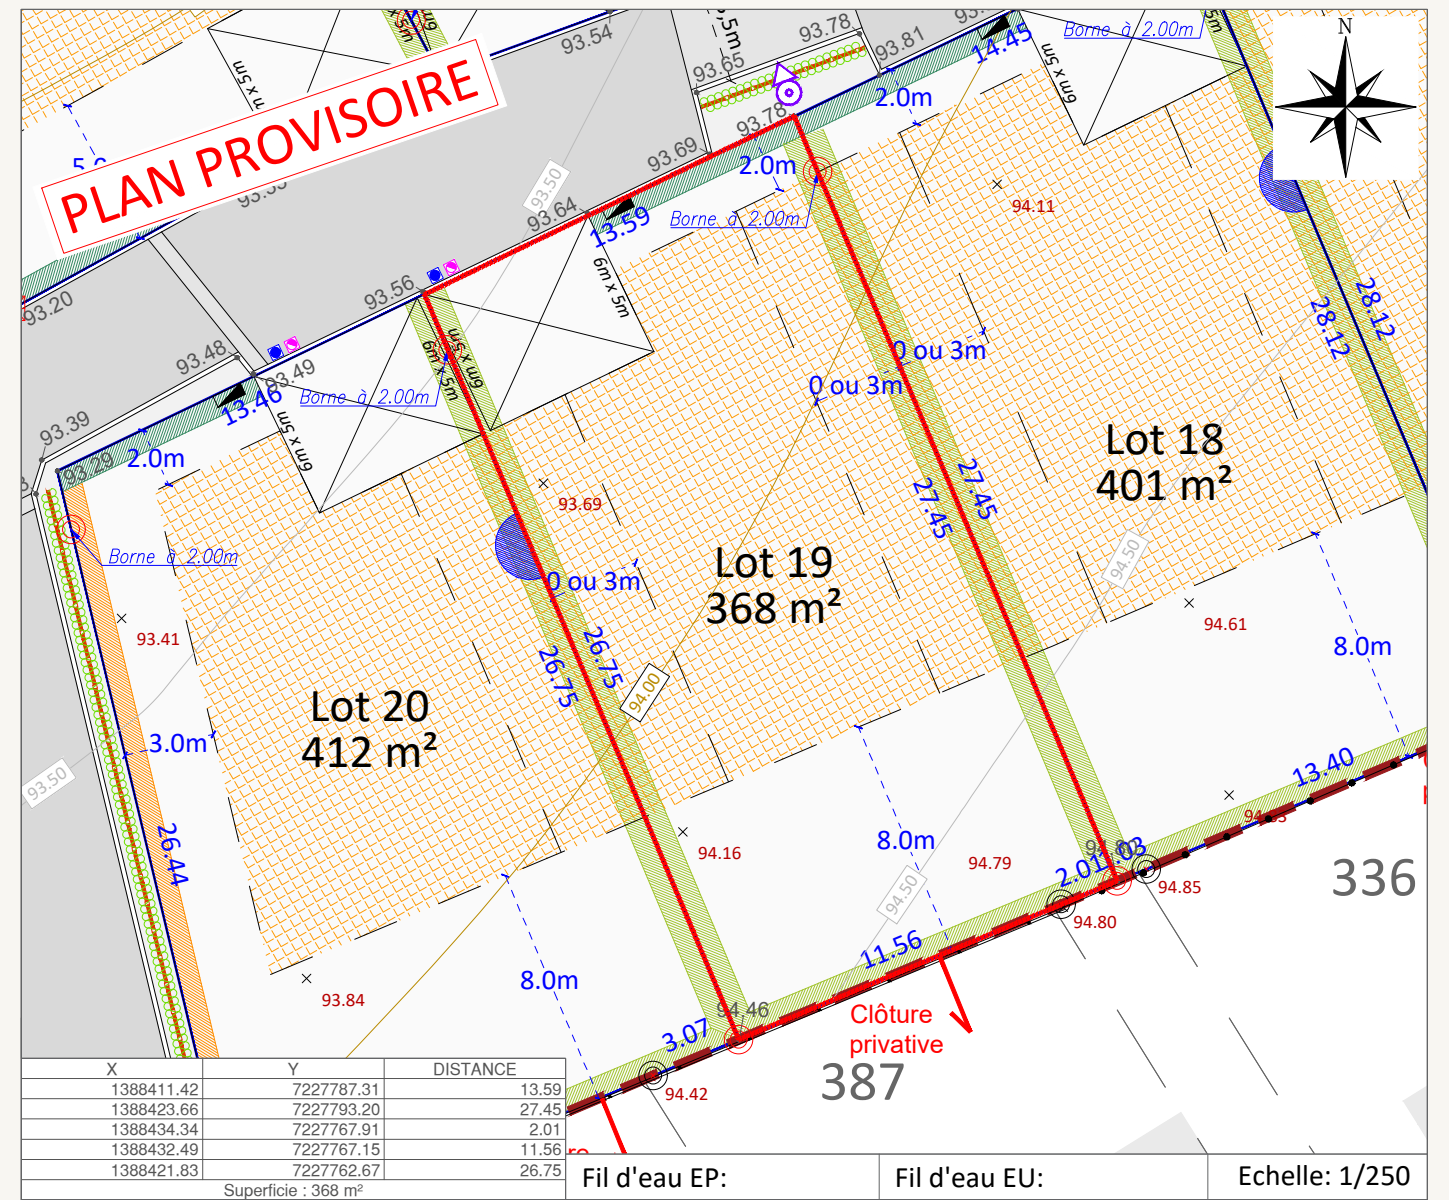 PLAN PROVISOIRE
N
93.54
93.65
93.78
93.81
14.45
Borne à 2.00m
6m x 5m
2.0m
93.78
93.69
2.0m
93.50
93.64
13.59
Borne à 2.00m
6m x 5m
94.11
93.20
93.56
93.48
93.49
13.46
Borne à 2.00m
6m x 5m
6m x 5m
6m x 5m
28.12
28.12
0 ou 3m
0 ou 3m
93.39
93.29
2.0m
Borne à 2.00m
93.69
Lot 18
401 m²
27.45
27.45
94.50
Lot 19
368 m²
0 ou 3m
93.41
94.61
8.0m
26.75
26.75
94.00
Lot 20
412 m²
3.0m
93.50
26.44
13.40
94.16
8.0m
94.79
94.80
2.01
94.85
94.80
336
94.50
11.56
8.0m
93.84
94.46
3.07
94.42
Clôture
privative
387
X Y DISTANCE
1388411.42 7227787.31 13.59
1388423.66 7227793.20 27.45
1388434.34 7227767.91 2.01
1388432.49 7227767.15 11.56
1388421.83 7227762.67 26.75
Superficie : 368 m²
Fil d'eau EP:
Fil d'eau EU:
Echelle: 1/250